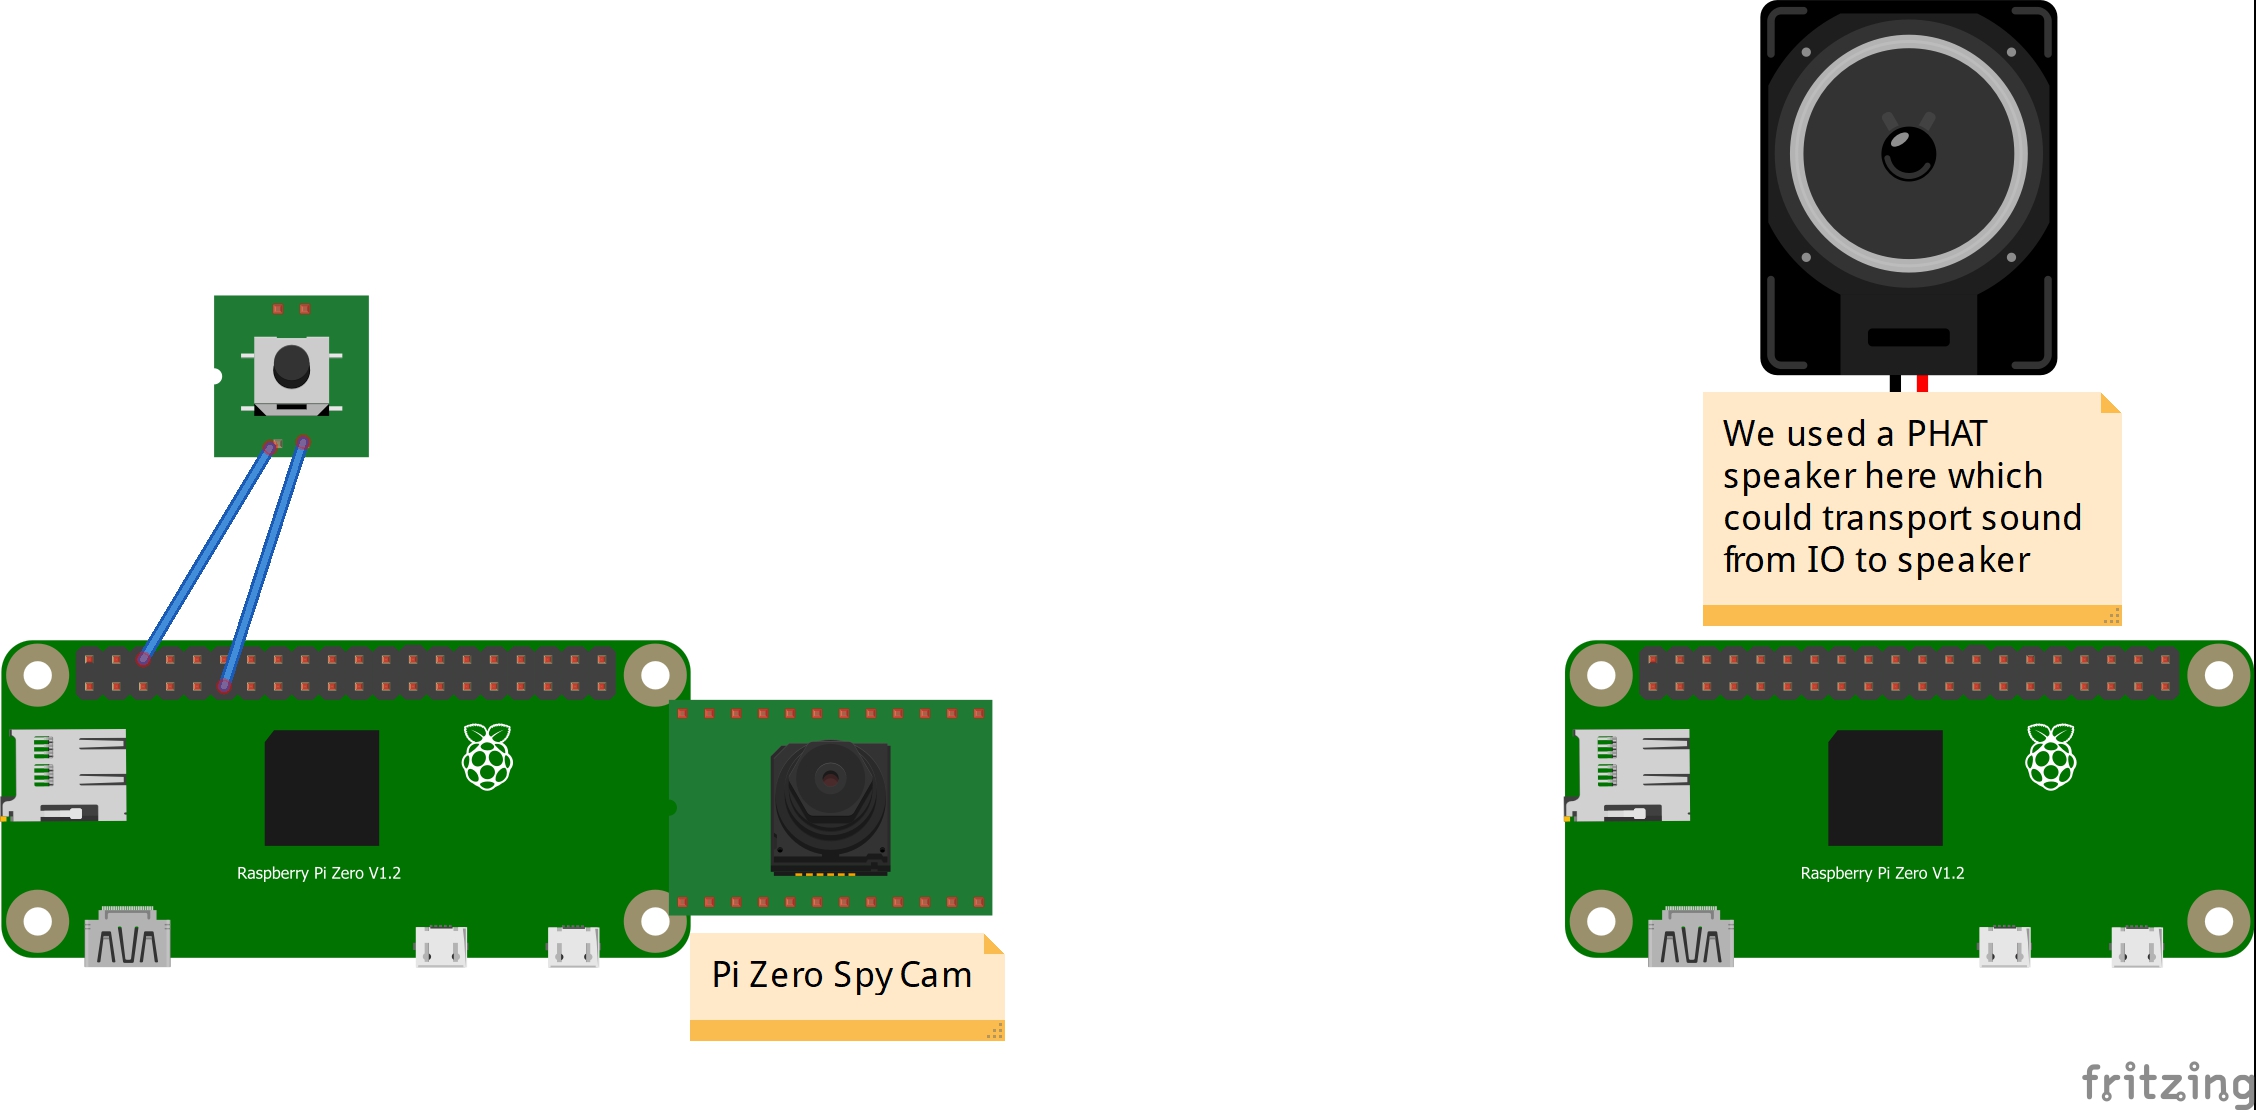 We used a PHAT
speaker here which
could transport sound
from IO to speaker
Raspberry Pi Zero V1.2
Raspberry Pi Zero V1.2
Pi Zero Spy Cam
fritzing